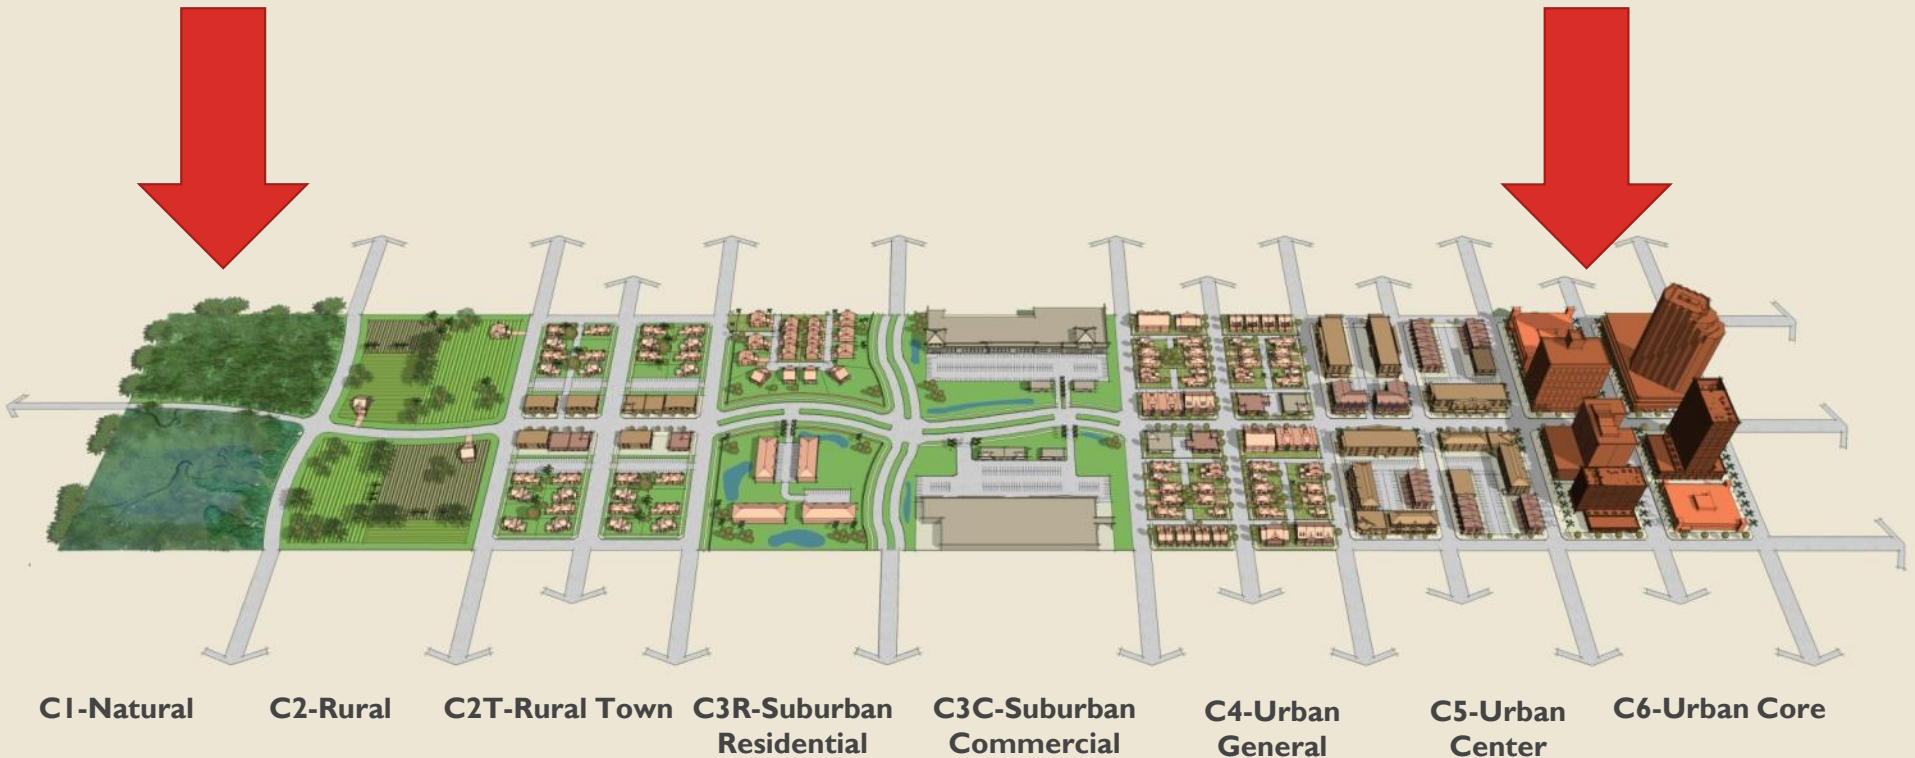 C1-Natural
C2-Rural
C2T-Rural Town
C3R-Suburban
Residential
C3C-Suburban
Commercial
C4-Urban
General
C5-Urban
Center
C6-Urban Core